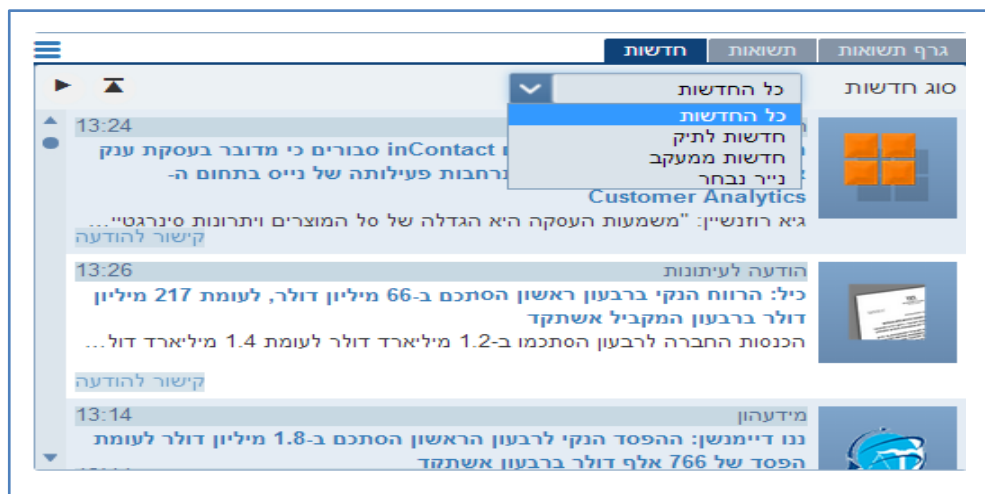 גרף תשואות
תשואות
חדשות
סוג חדשות
כל החדשות
כל החדשות
חדשות לתיק
חדשות ממעקב
נייר נבחר
13:24
inContact סבורים כי מדובר בעסקת ענק
פעילותה של נייס בתחום ה-
Customer Analytics
גיא רוזנשיין: "משמעות העסקה היא הגדלה של סל המוצרים ויתרונות סינרגטיי...
קישור להודעה
הודעה לעיתונות 13:26
כיל: הרווח הנקי ברבעון ראשון הסתכם ב-66 מיליון דולר, לעומת 217 מיליון
דולר ברבעון המקביל אשתקד
הכנסות החברה לרבעון הסתכמו ב-1.2 מיליארד דולר לעומת 1.4 מיליארד דול...
קישור להודעה
מידעהון 13:14
ננו דיימנשן: ההפסד הנקי לרבעון הראשון הסתכם ב-1.8 מיליון דולר לעומת
הפסד של 766 אלף דולר ברבעון אשתקד